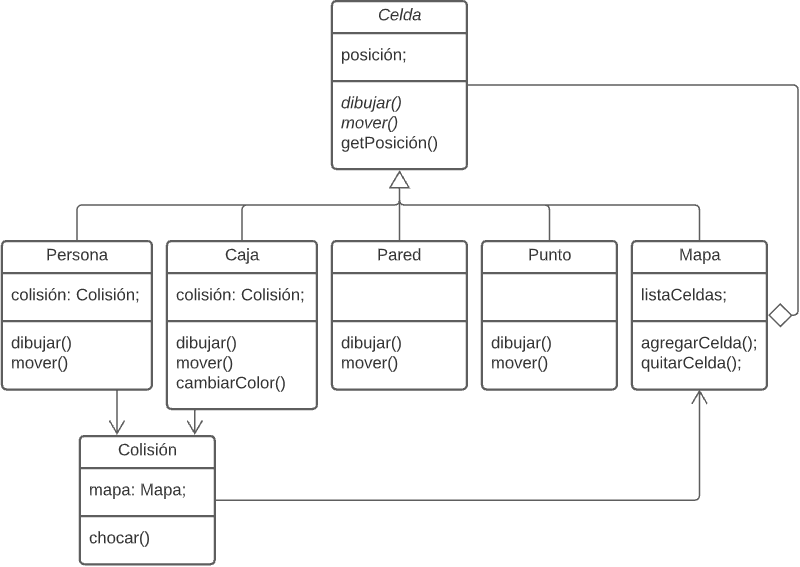 Celda
posición;
dibujar()
mover()
getPosición()
Persona
colisión: Colisión;
dibujar()
mover()
Caja
colisión: Colisión;
dibujar()
mover()
cambiarColor()
Pared
dibujar()
mover()
Punto
dibujar()
mover()
Mapa
listaCeldas;
agregarCelda();
quitarCelda();
Colisión
mapa: Mapa;
chocar()